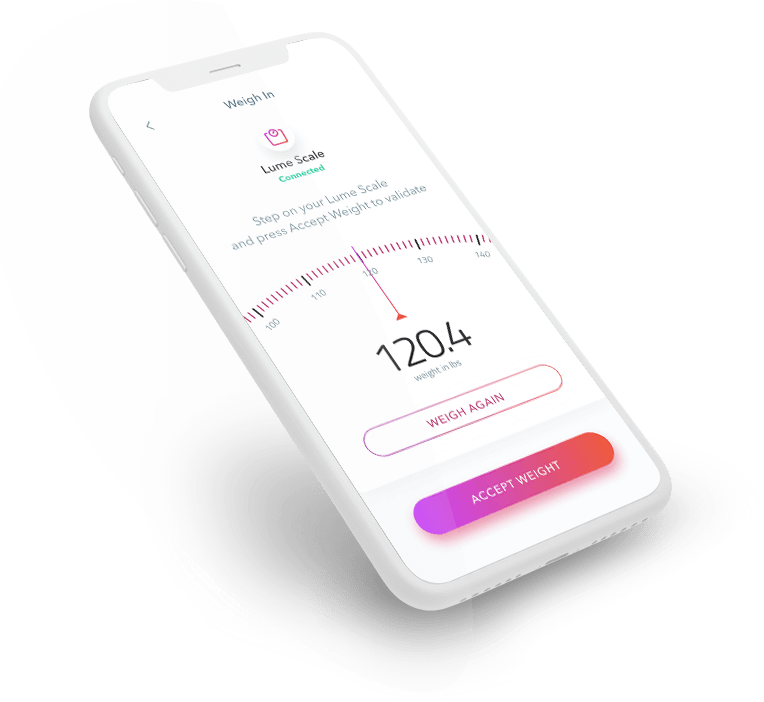 Weigh In
Lume Scale
Connected
Step on your Lume Scale
and press Accept Weight to validate
100 110 120 130 140
120.4
weight in lbs
WEIGH AGAIN
ACCEPT WEIGHT